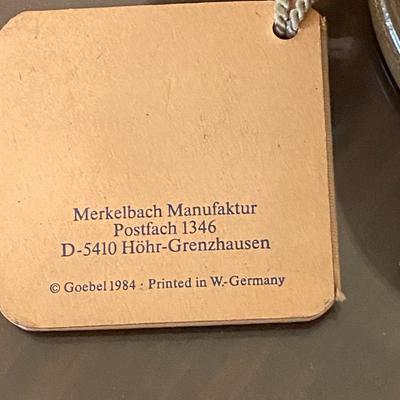 Merkelbach Manufaktur
Postfach 1346
D-5410 Höhr-Grenzhausen
© Goebel 1984 · Printed in W.-Germany